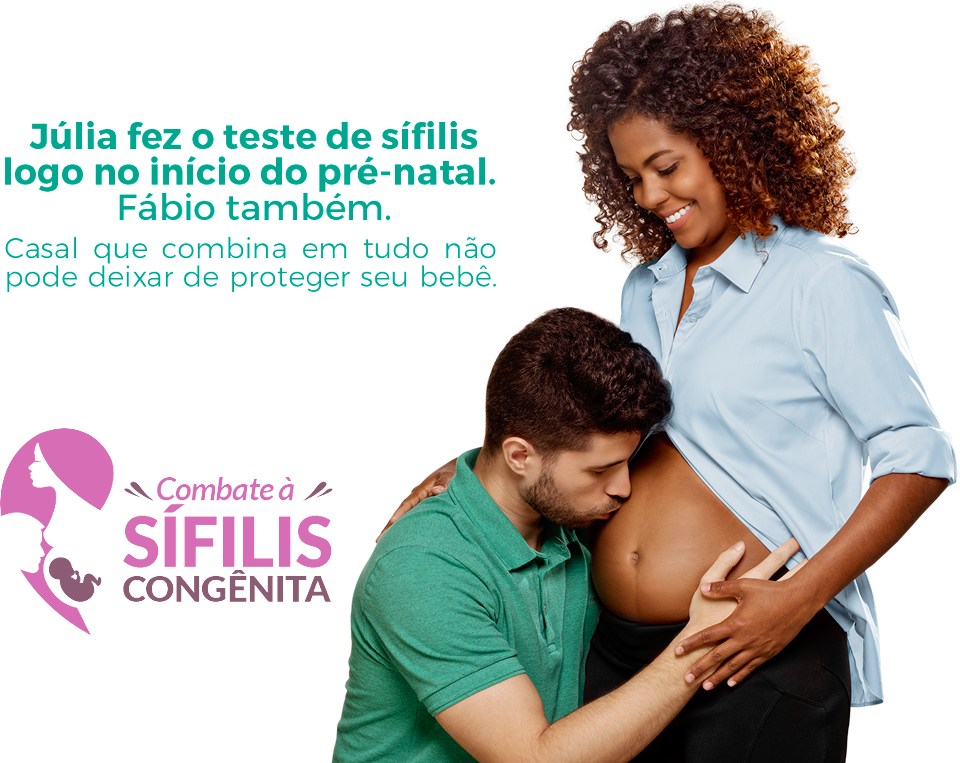 Júlia fez o teste de sífilis
logo no início do pré-natal.
Fábio também.
Casal que combina em tudo não
pode deixar de proteger seu bebê.
Combate à
SÍFILIS
CONGÊNITA